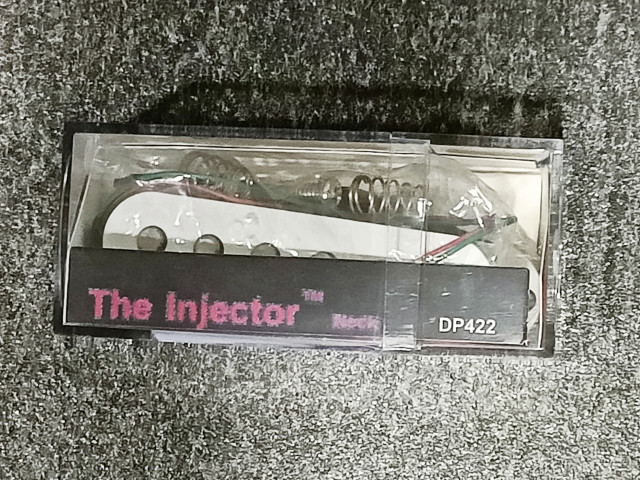 The Injector™ Neck DP422